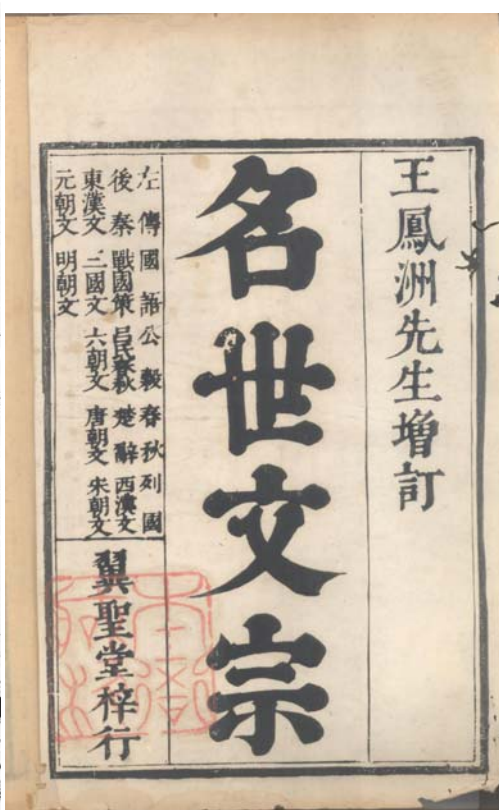 王鳳洲先生增訂
名世文宗
左傳 國語 公穀 春秋列國
後秦 戰國策 呂氏春秋 楚辭 西漢文
東漢文 三國文 六朝文 唐朝文 宋朝文
元朝文 明朝文
翼聖堂梓行